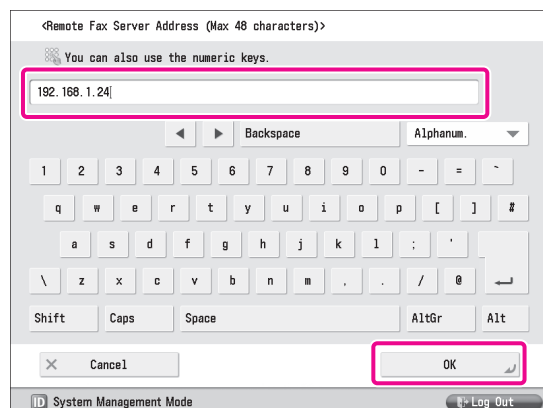 <Remote Fax Server Address (Max 48 characters)>
You can also use the numeric keys.
192.168.1.24
Backspace Alphanum.
1 2 3 4 5 6 7 8 9 0 - = `
q w e r t y u i o p [ ] #
a s d f g h j k l ; '
\ z x c v b n m , . / @
Shift Caps Space AltGr Alt
Cancel OK
ID System Management Mode Log Out